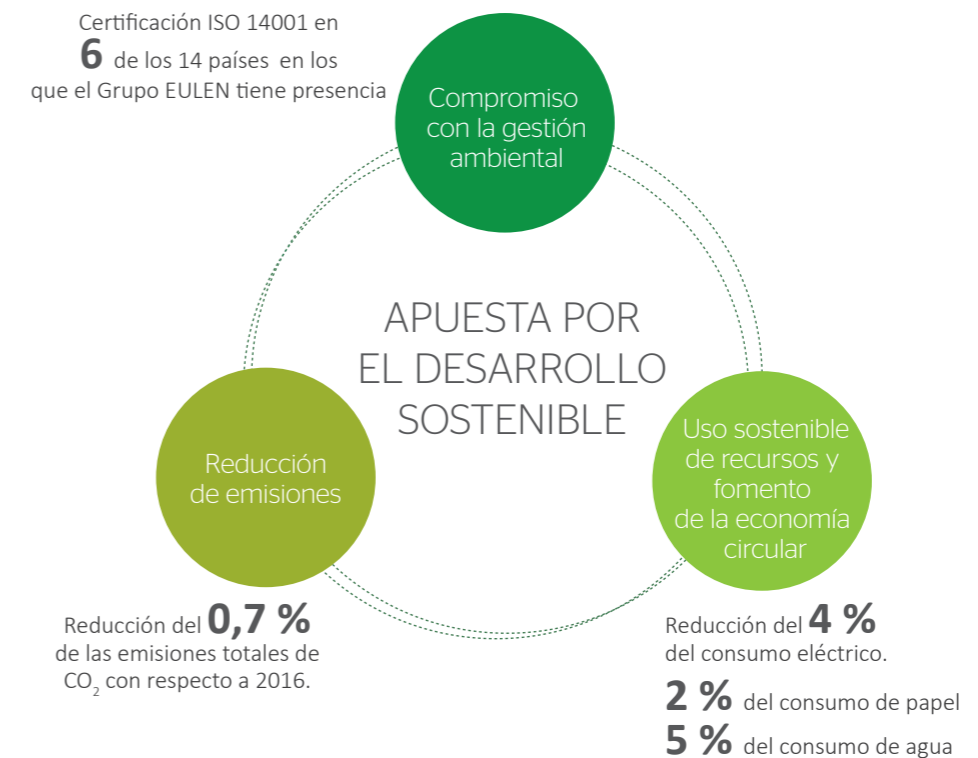 Certificación ISO 14001 en
6 de los 14 países en los
que el Grupo EULEN tiene presencia
Compromiso
con la gestión
ambiental
APUESTA POR
EL DESARROLLO
SOSTENIBLE
Reducción
de emisiones
Uso sostenible
de recursos y
fomento
de la economía
circular
Reducción del 0,7 %
de las emisiones totales de
CO2 con respecto a 2016.
Reducción del 4 %
del consumo eléctrico.
2 % del consumo de papel
5 % del consumo de agua